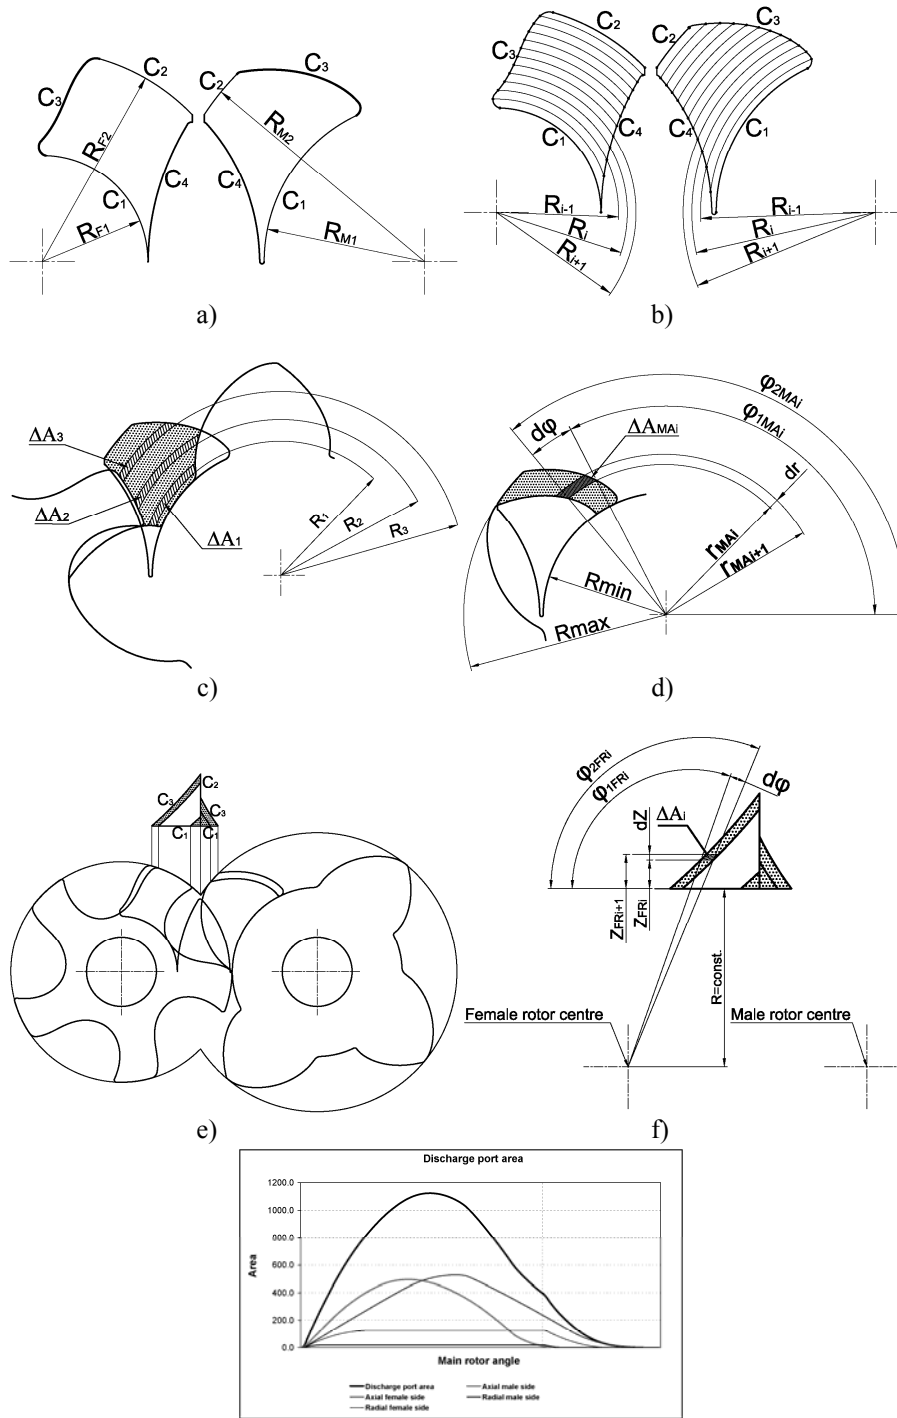 C2
C3
C2
C3
RF2
RM2
C1
C4
C4
C1
RF1
RM1
a)
C2
C3
C3
C2
C1
C4
C4
C1
Ri-1
Ri
Ri+1
Ri-1
Ri
Ri+1
b)
ΔA3
ΔA2
ΔA1
R1
R2
R3
c)
φ2MAi
φ1MAi
dφ
ΔAMAi
dr
rMAi
rMAi+1
Rmin
Rmax
d)
C2
C3
C3
C1
C1
e)
φ2FRi
φ1FRi
dφ
ΔAi
dZ
ZFRi+1
ZFRi
R=const.
Female rotor centre
Male rotor centre
f)
Discharge port area
1200.0
1000.0
800.0
600.0
400.0
200.0
0.0
Area
Main rotor angle
Discharge port area
Axial male side
Axial female side
Radial male side
Radial female side